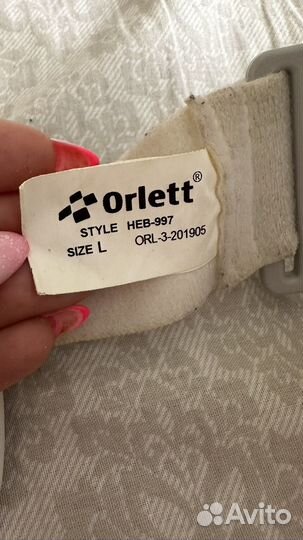 Orlett®
STYLE HEB-997
SIZE L ORL-3-201905
Avito